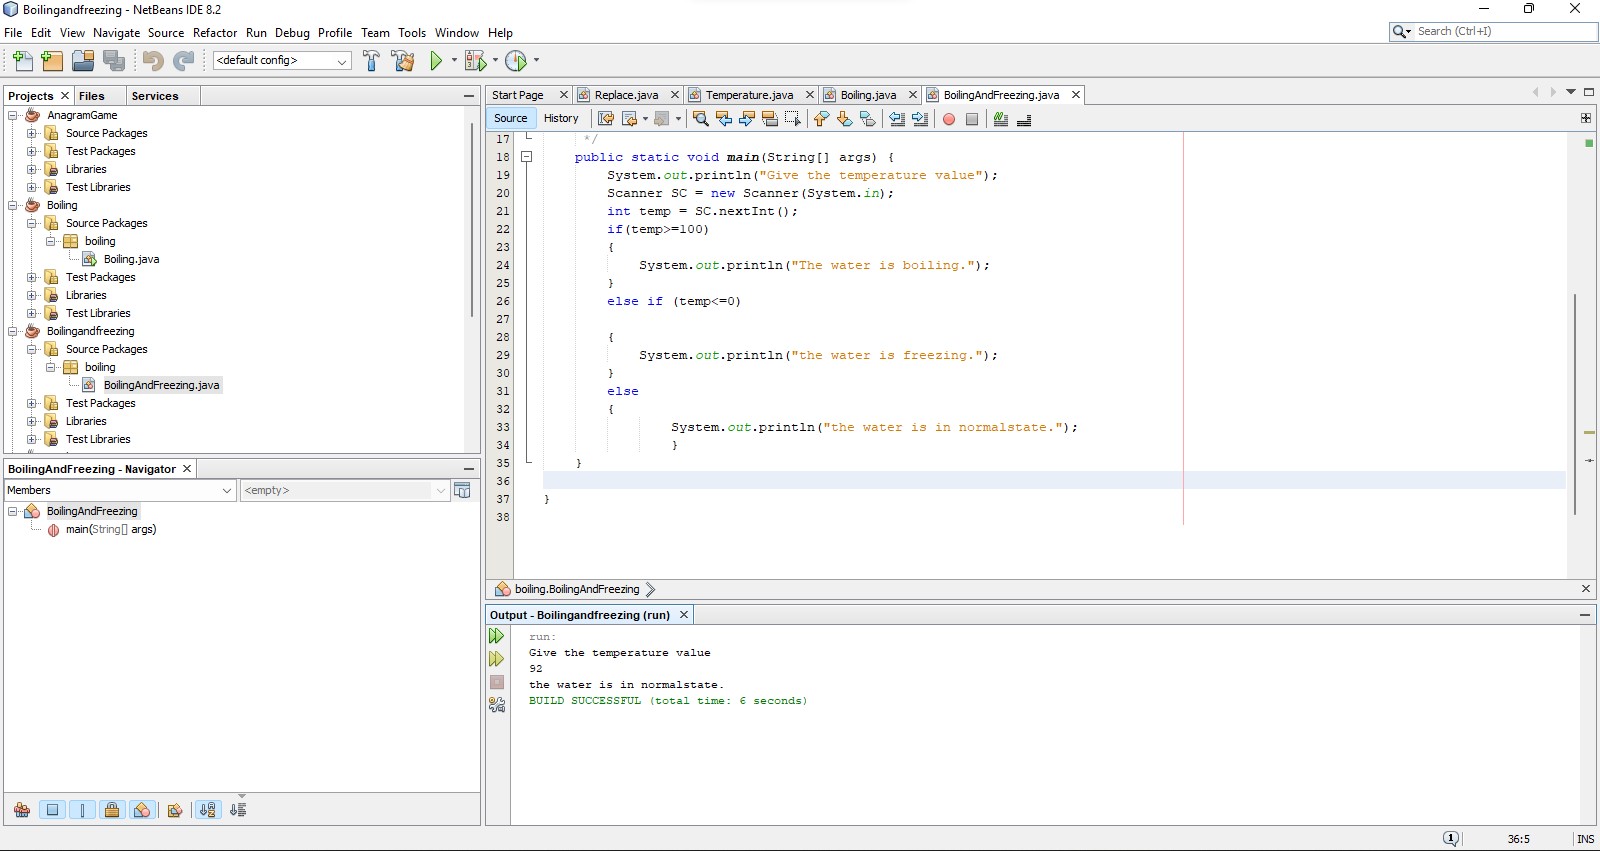 Boilingandfreezing - NetBeans IDE 8.2
File Edit View Navigate Source Refactor Run Debug Profile Team Tools Window Help
Search (Ctrl+I)
<default config>
Projects Files Services
AnagramGame
Source Packages
Test Packages
Libraries
Test Libraries
Boiling
Source Packages
boiling
Boiling.java
Test Packages
Libraries
Test Libraries
Boilingandfreezing
Source Packages
boiling
BoilingAndFreezing.java
Test Packages
Libraries
Test Libraries
BoilingAndFreezing - Navigator
Members <empty>
BoilingAndFreezing
main(String[] args)
Start Page Replace.java Temperature.java Boiling.java BoilingAndFreezing.java
Source History
17 */
18 public static void main(String[] args) {
19 System.out.println("Give the temperature value");
20 Scanner SC = new Scanner(System.in);
21 int temp = SC.nextInt();
22 if(temp>=100)
23 {
24 System.out.println("The water is boiling.");
25 }
26 else if (temp<=0)
27
28 {
29 System.out.println("the water is freezing.");
30 }
31 else
32 {
33 System.out.println("the water is in normalstate.");
34 }
35 }
36
37 }
38
boiling.BoilingAndFreezing
Output - Boilingandfreezing (run)
run:
Give the temperature value
92
the water is in normalstate.
BUILD SUCCESSFUL (total time: 6 seconds)
1 36:5 INS